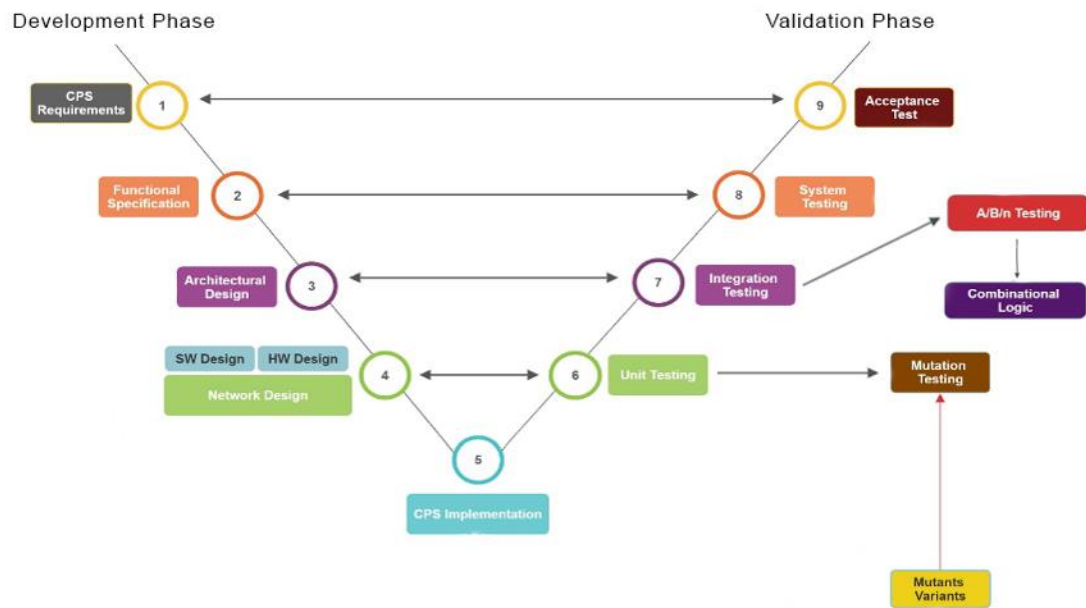 Development Phase
Validation Phase
CPS
Requirements
1
9
Acceptance
Test
Functional
Specification
2
8
System
Testing
A/B/n Testing
Architectural
Design
3
7
Integration
Testing
Combinational
Logic
SW Design
HW Design
Network Design
4
6
Unit Testing
Mutation
Testing
5
CPS Implementation
Mutants
Variants